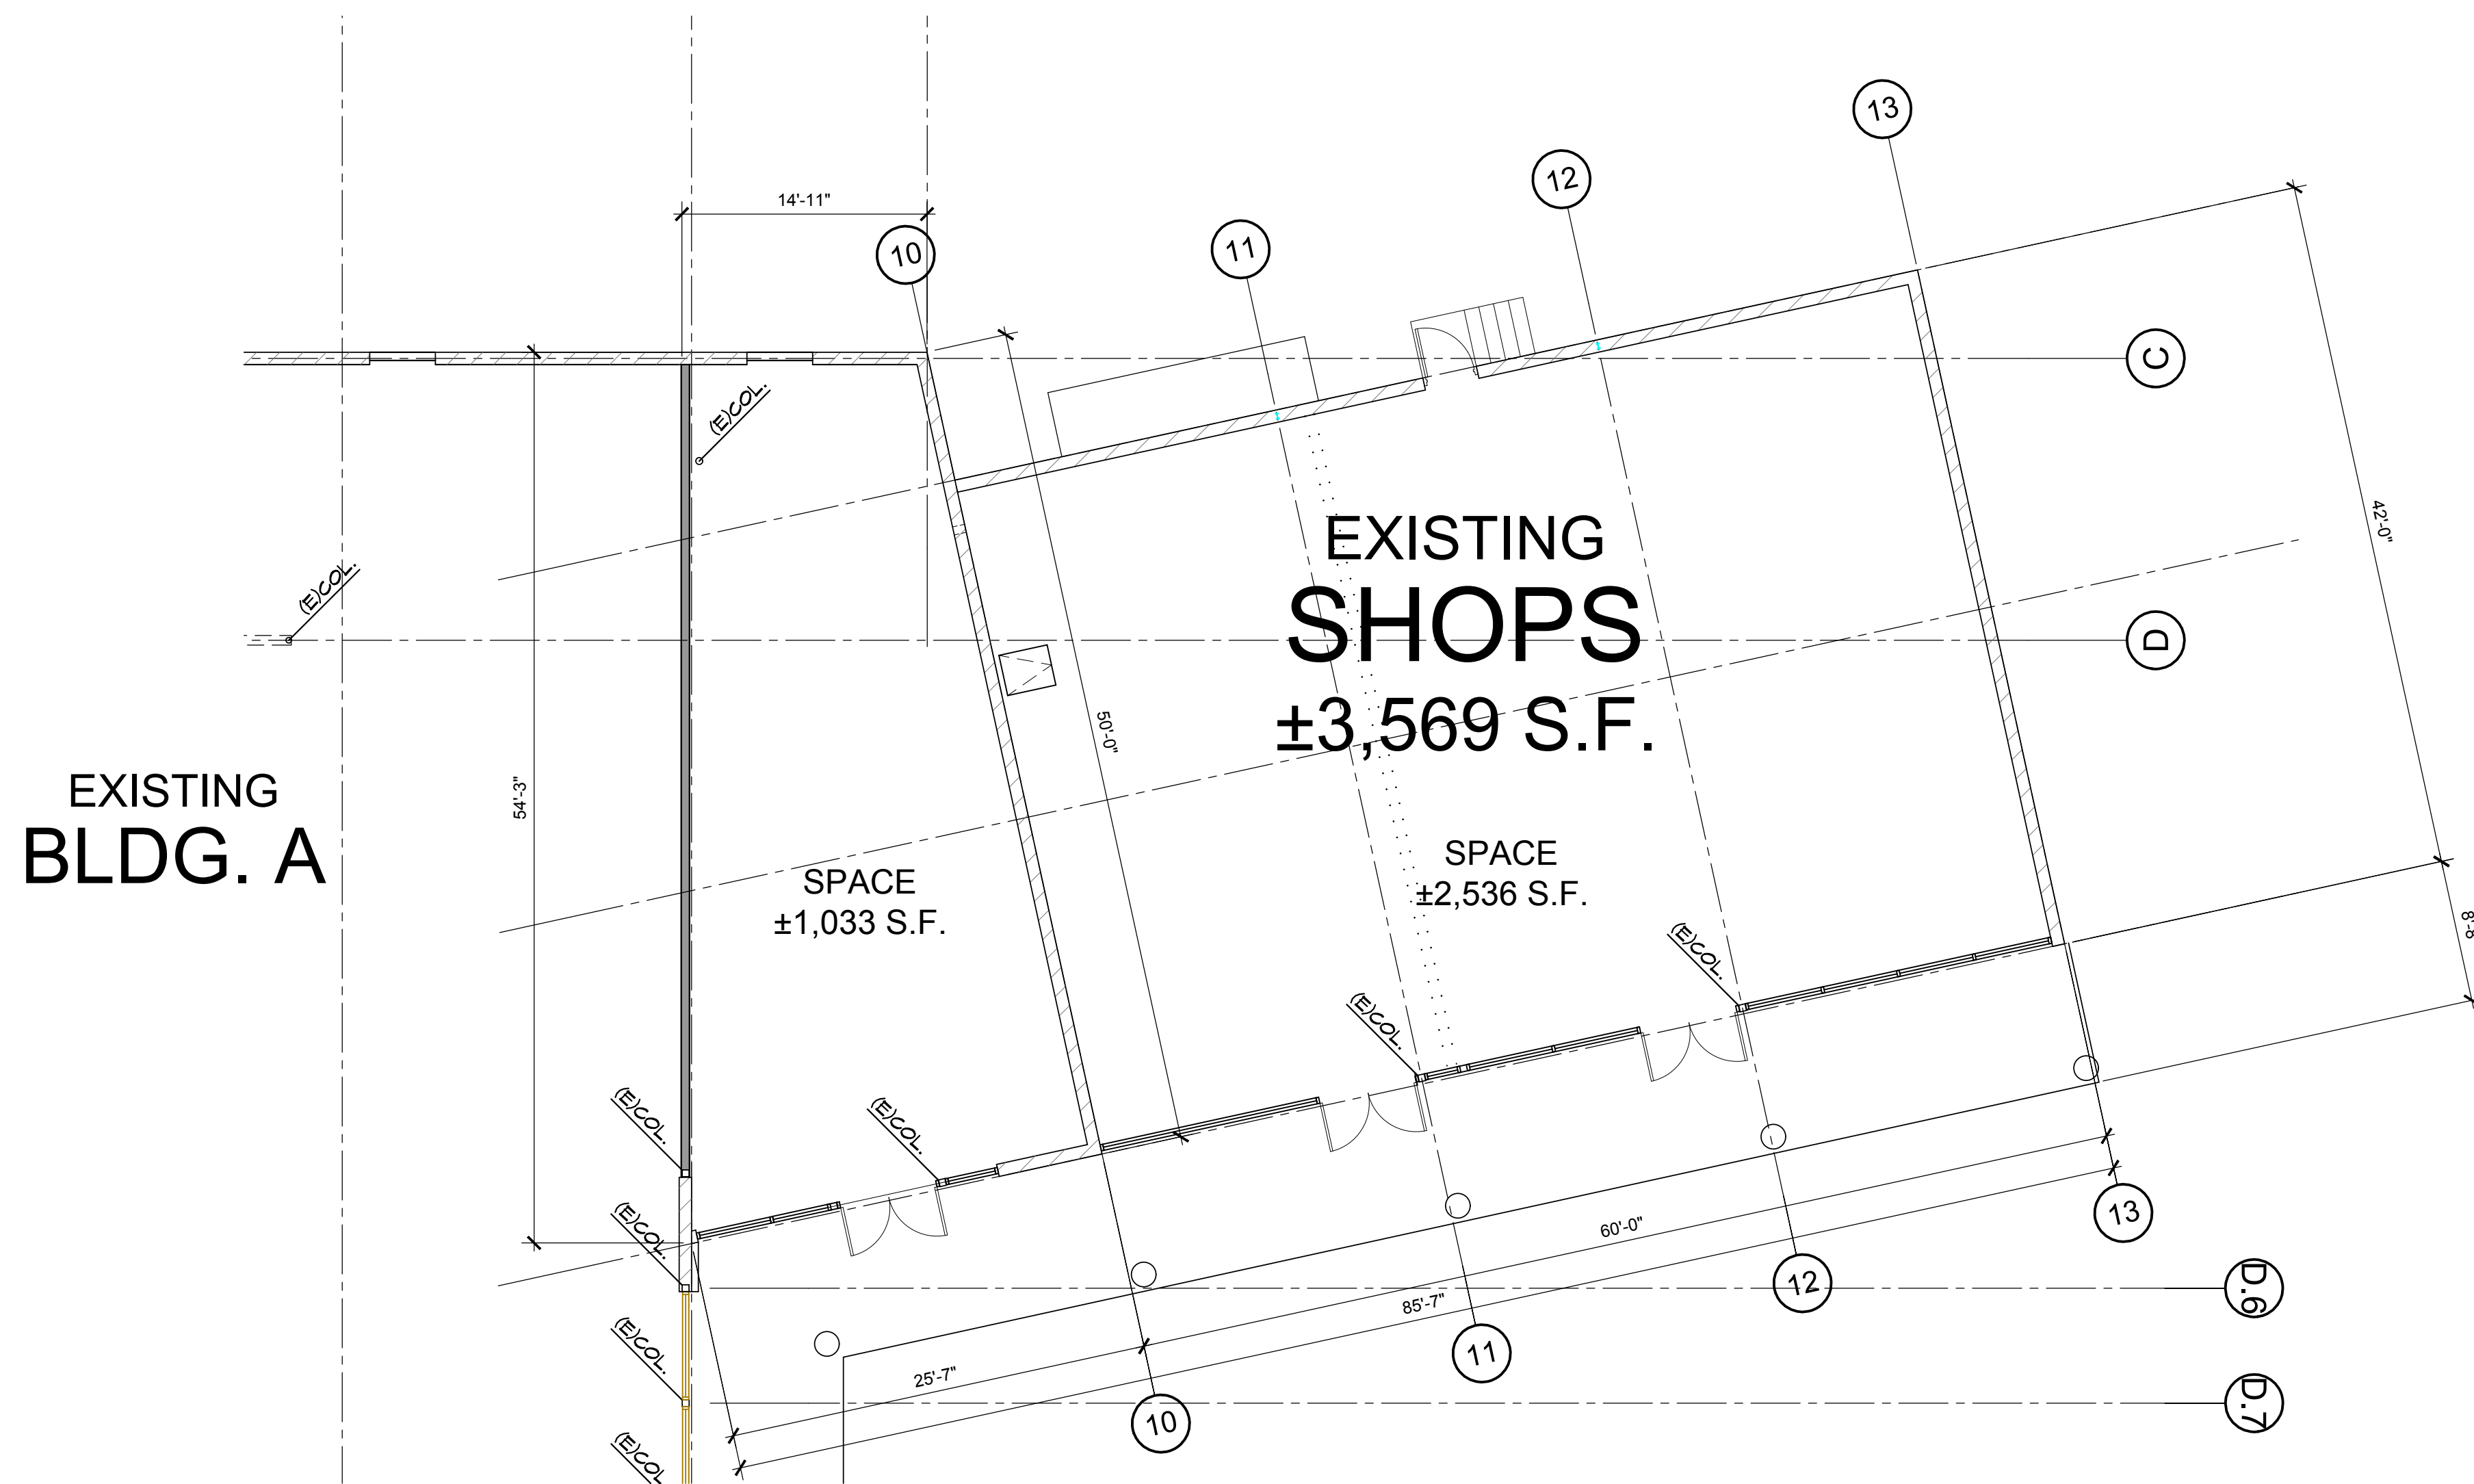 13
12
14'-11"
10
11
C
(E)COL.
42'-0"
EXISTING
SHOPS
±3,569 S.F.
(E)COL.
D
50'-0"
54'-3"
EXISTING
BLDG. A
SPACE
±1,033 S.F.
SPACE
±2,536 S.F.
(E)COL.
(E)COL.
(E)COL.
(E)COL.
(E)COL.
13
60'-0"
12
D.6
85'-7"
(E)COL.
11
25'-7"
10
D.7
(E)COL